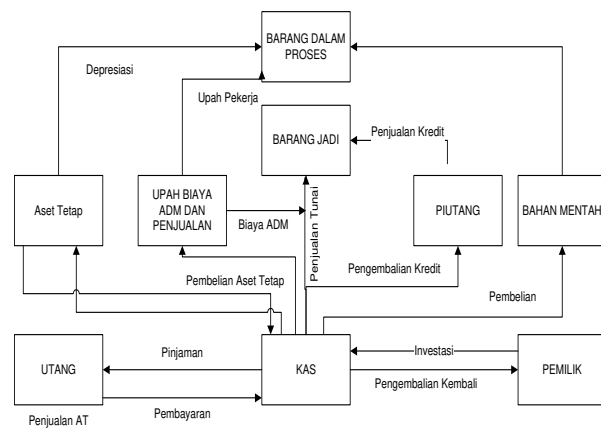 BARANG DALAM
PROSES
Depresiasi
Upah Pekerja
BARANG JADI
Penjualan Kredit
Aset Tetap
UPAH BIAYA
ADM DAN
PENJUALAN
Biaya ADM
Penjualan Tunai
PIUTANG
BAHAN MENTAH
Pembelian Aset Tetap
Pengembalian Kredit
Pembelian
UTANG
Pinjaman
KAS
Investasi
Pengembalian Kembali
PEMILIK
Penjualan AT
Pembayaran